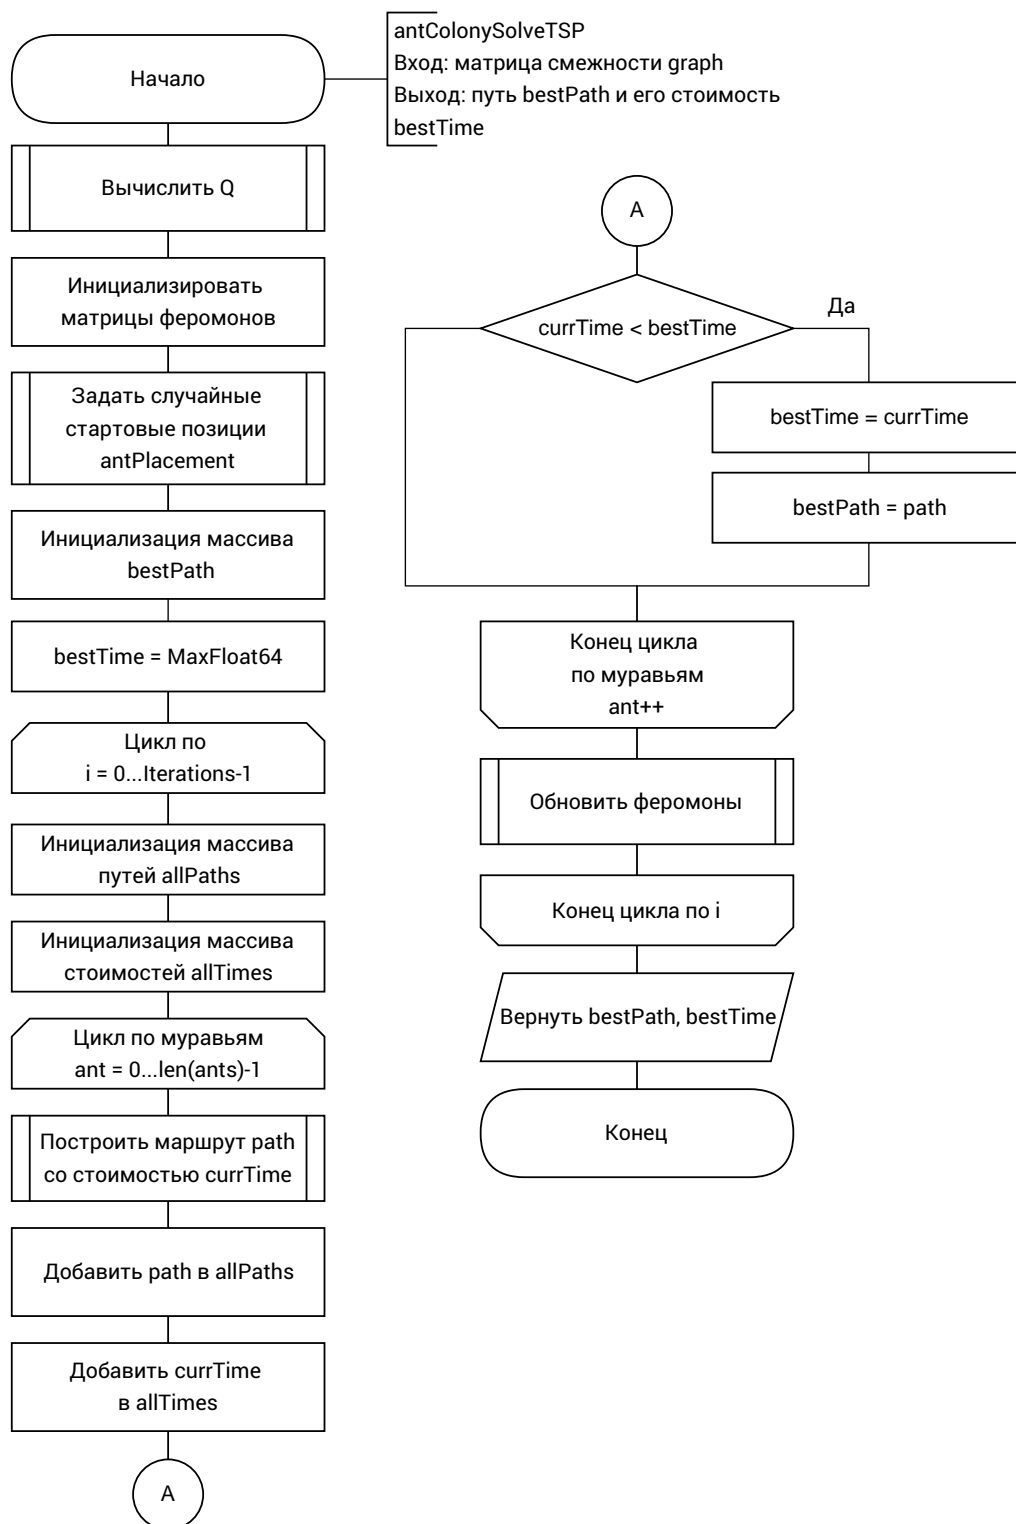 Начало
antColonySolveTSP
Вход: матрица смежности graph
Выход: путь bestPath и его стоимость
bestTime
Вычислить Q
Инициализировать
матрицы феромонов
Задать случайные
стартовые позиции
antPlacement
Инициализация массива
bestPath
bestTime = MaxFloat64
Цикл по
i = 0...Iterations-1
Инициализация массива
путей allPaths
Инициализация массива
стоимостей allTimes
Цикл по муравьям
ant = 0...len(ants)-1
Построить маршрут path
со стоимостью currTime
Добавить path в allPaths
Добавить currTime
в allTimes
A
A
currTime < bestTime
Да
bestTime = currTime
bestPath = path
Конец цикла
по муравьям
ant++
Обновить феромоны
Конец цикла по i
Вернуть bestPath, bestTime
Конец